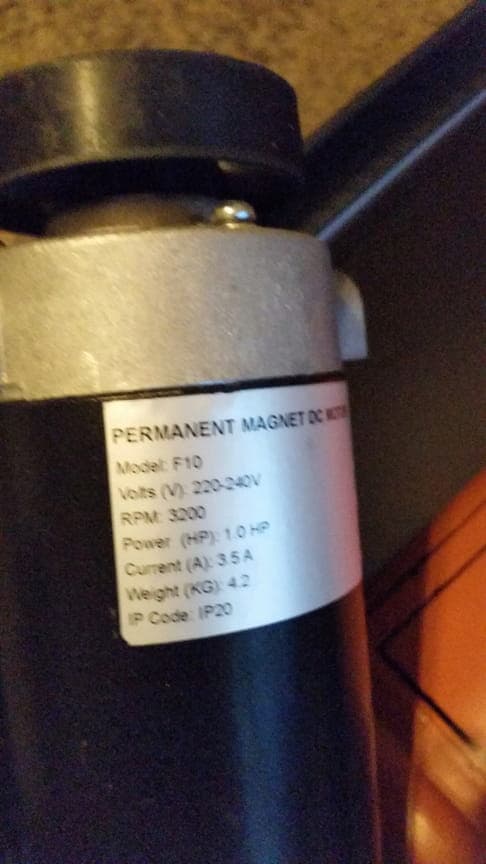 PERMANENT MAGNET DC MOTOR
Model: F10
Volts (V): 220-240V
RPM: 3200
Power (HP): 1.0 HP
Current (A): 3.5 A
Weight (KG): 4.2
IP Code: IP20